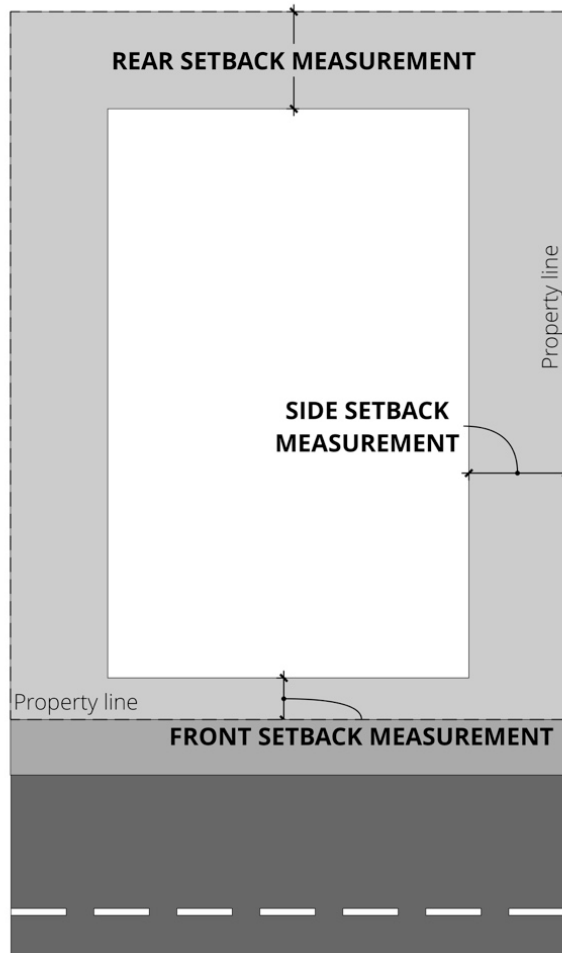 REAR SETBACK MEASUREMENT
Property line
SIDE SETBACK
MEASUREMENT
Property line
FRONT SETBACK MEASUREMENT